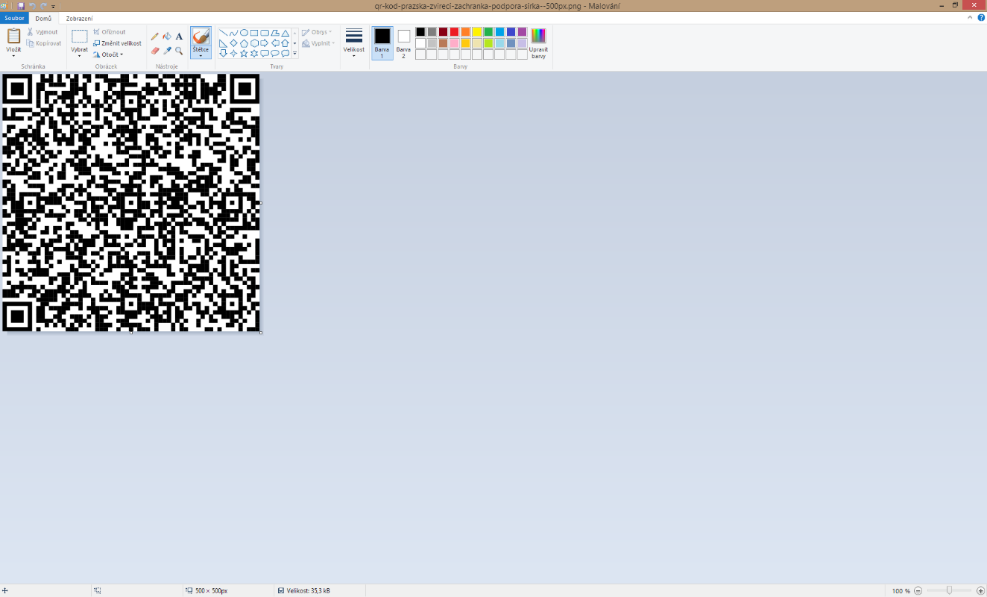 qr-kod-prazska-zvireci-zachranka-podpora-sirka--500px.png - Malování
Soubor Domů Zobrazení
Vložit Vyjmout Kopírovat
Schránka
Vybrat Oříznout Změnit velikost Otočit
Obrázek
A
Nástroje
Štětce
Obrys Vyplnit
Tvary
Velikost
Barva 1 Barva 2 Upravit barvy
Barvy
500 × 500px Velikost: 35,3 kB 100 %